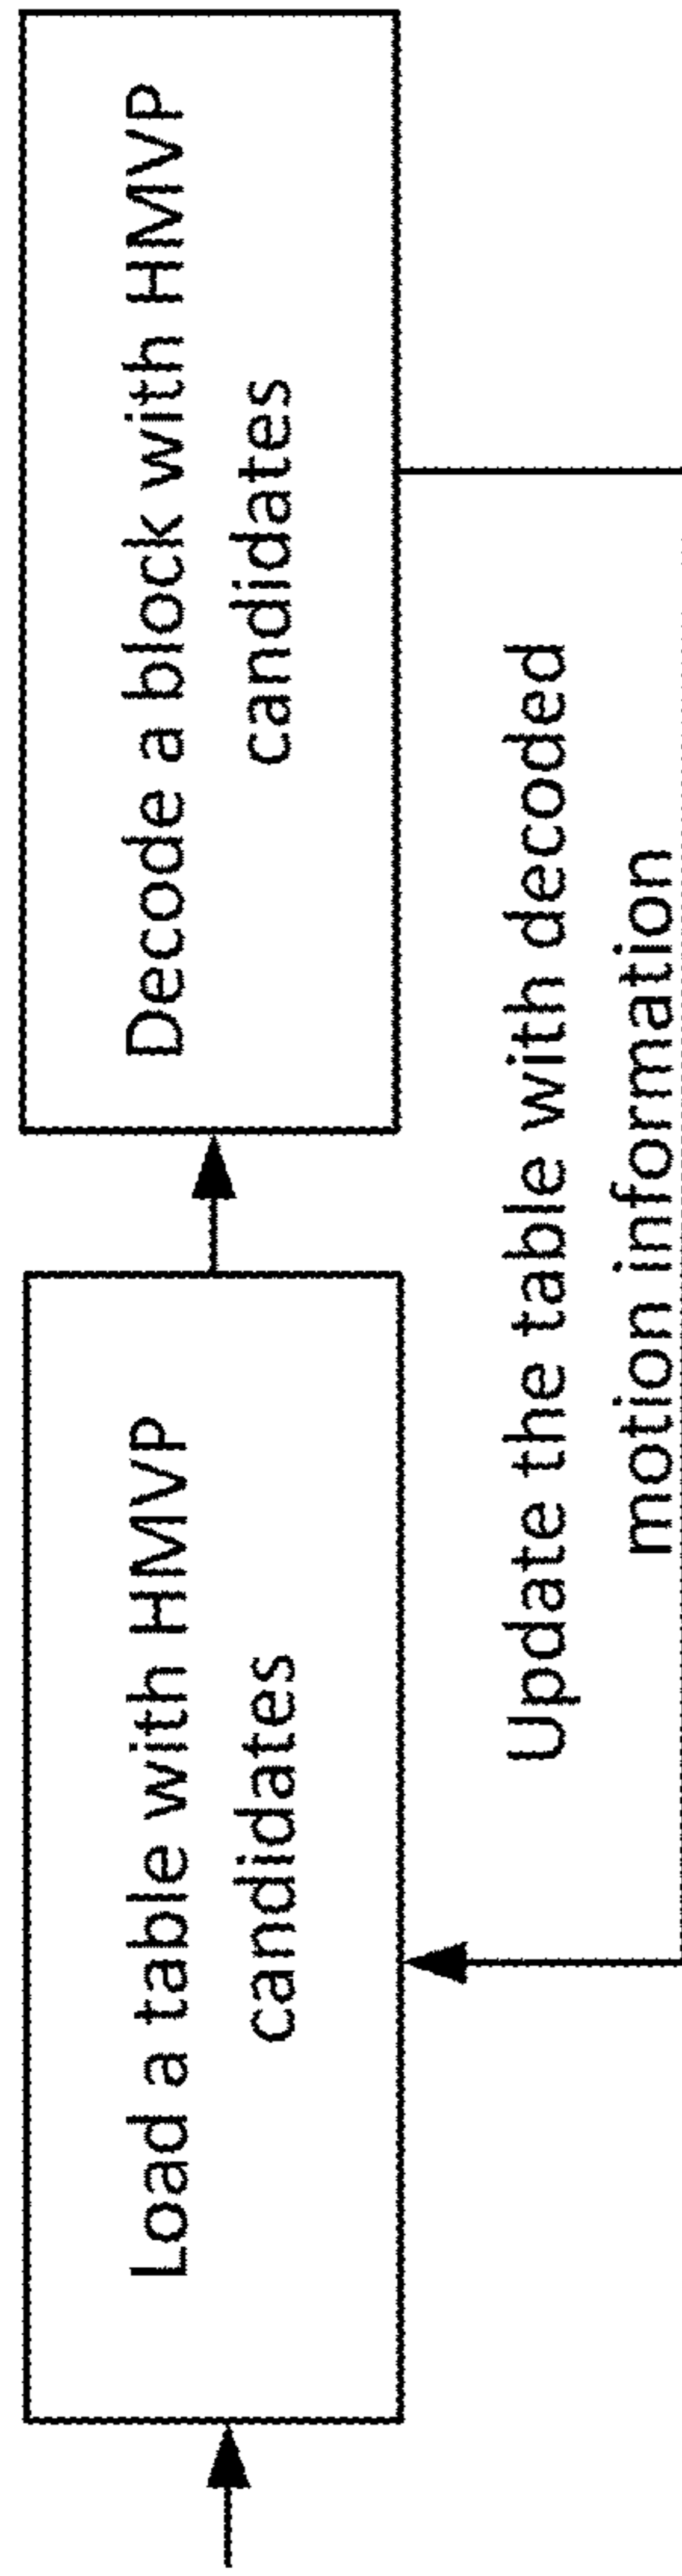 Load a table with HMVP
candidates
Decode a block with HMVP
candidates
Update the table with decoded
motion information